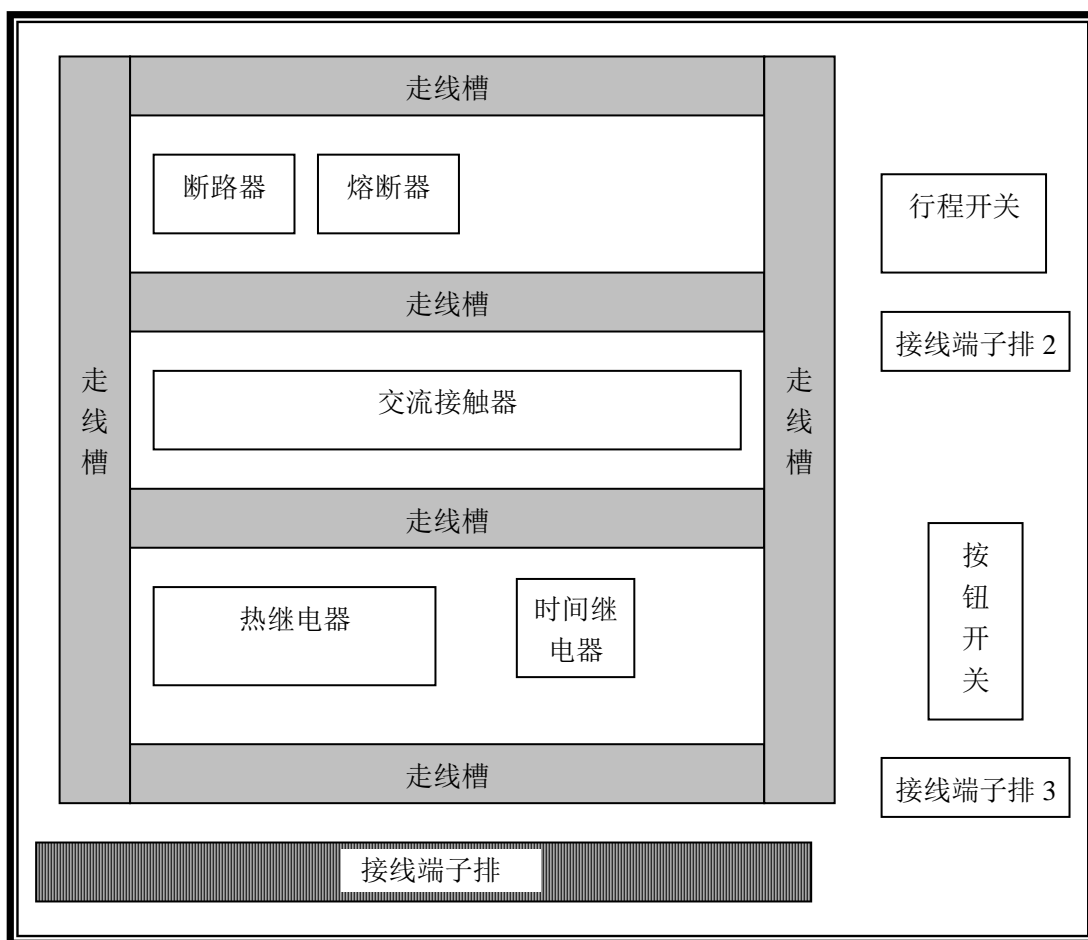 走线槽
断路器
熔断器
行程开关
走线槽
接线端子排 2
走
线
槽
交流接触器
走
线
槽
走线槽
按
钮
开
关
热继电器
时间继
电器
走线槽
接线端子排 3
接线端子排